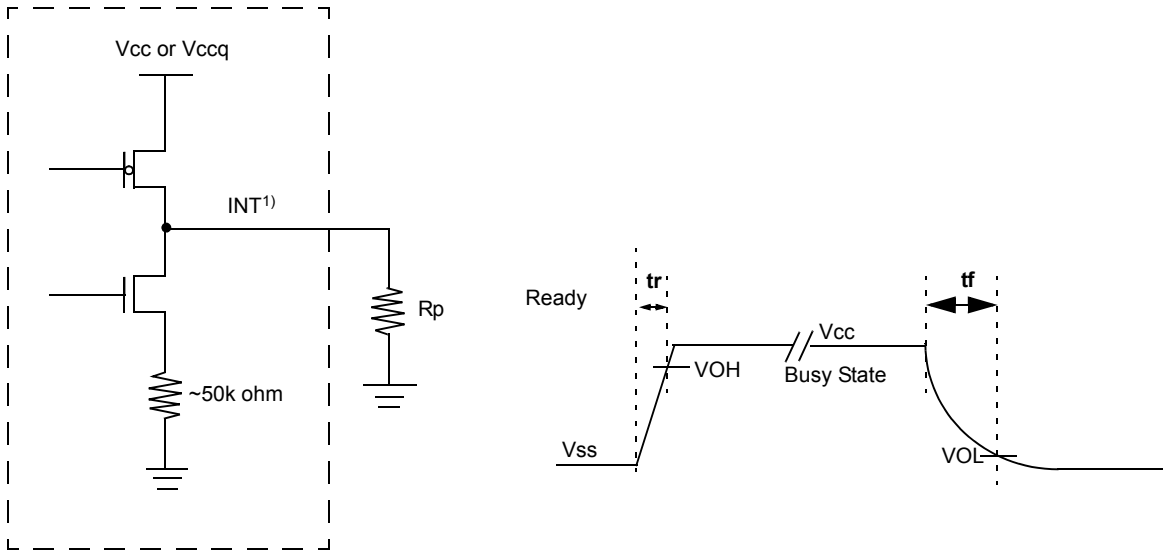 Vcc or Vccq
INT1)
Rp
~50k ohm
Ready
tr
tf
Vcc
VOH
Busy State
Vss
VOL